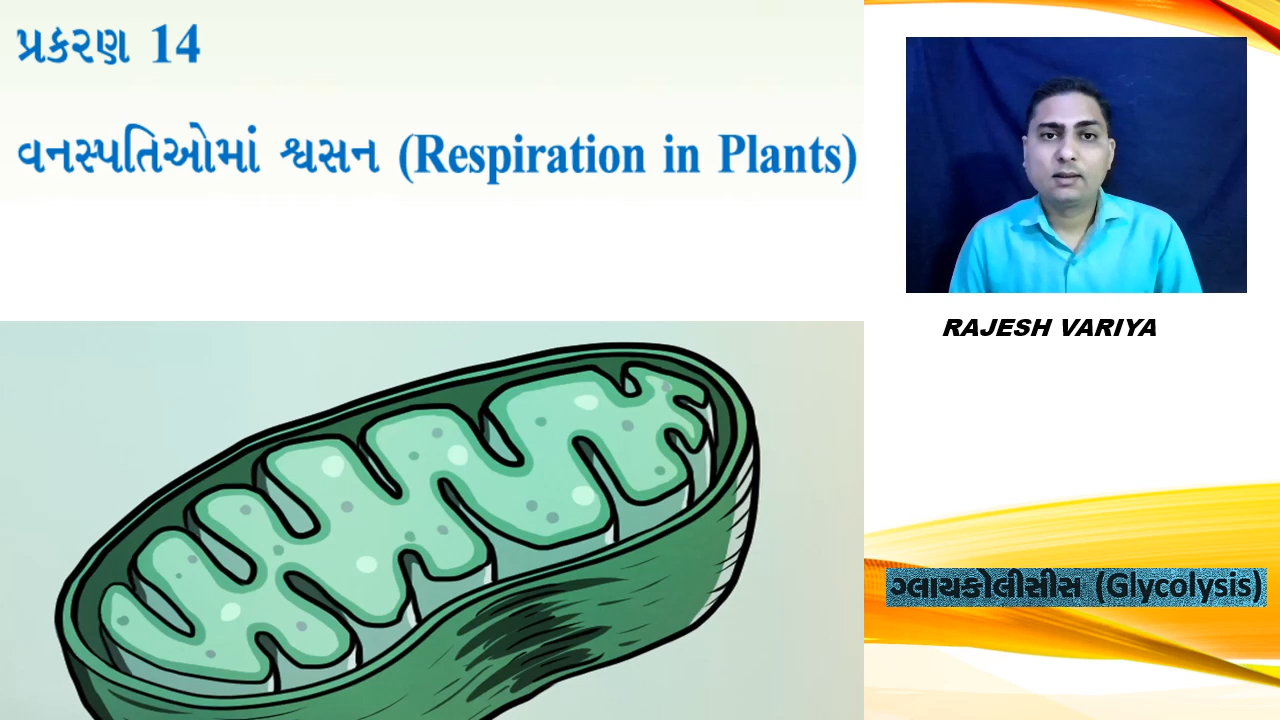 પ્રકરણ 14
વનસ્પતિઓમાં શ્વસન (Respiration in Plants)
RAJESH VARIYA
ગ્લાયકોલીસીસ (Glycolysis)